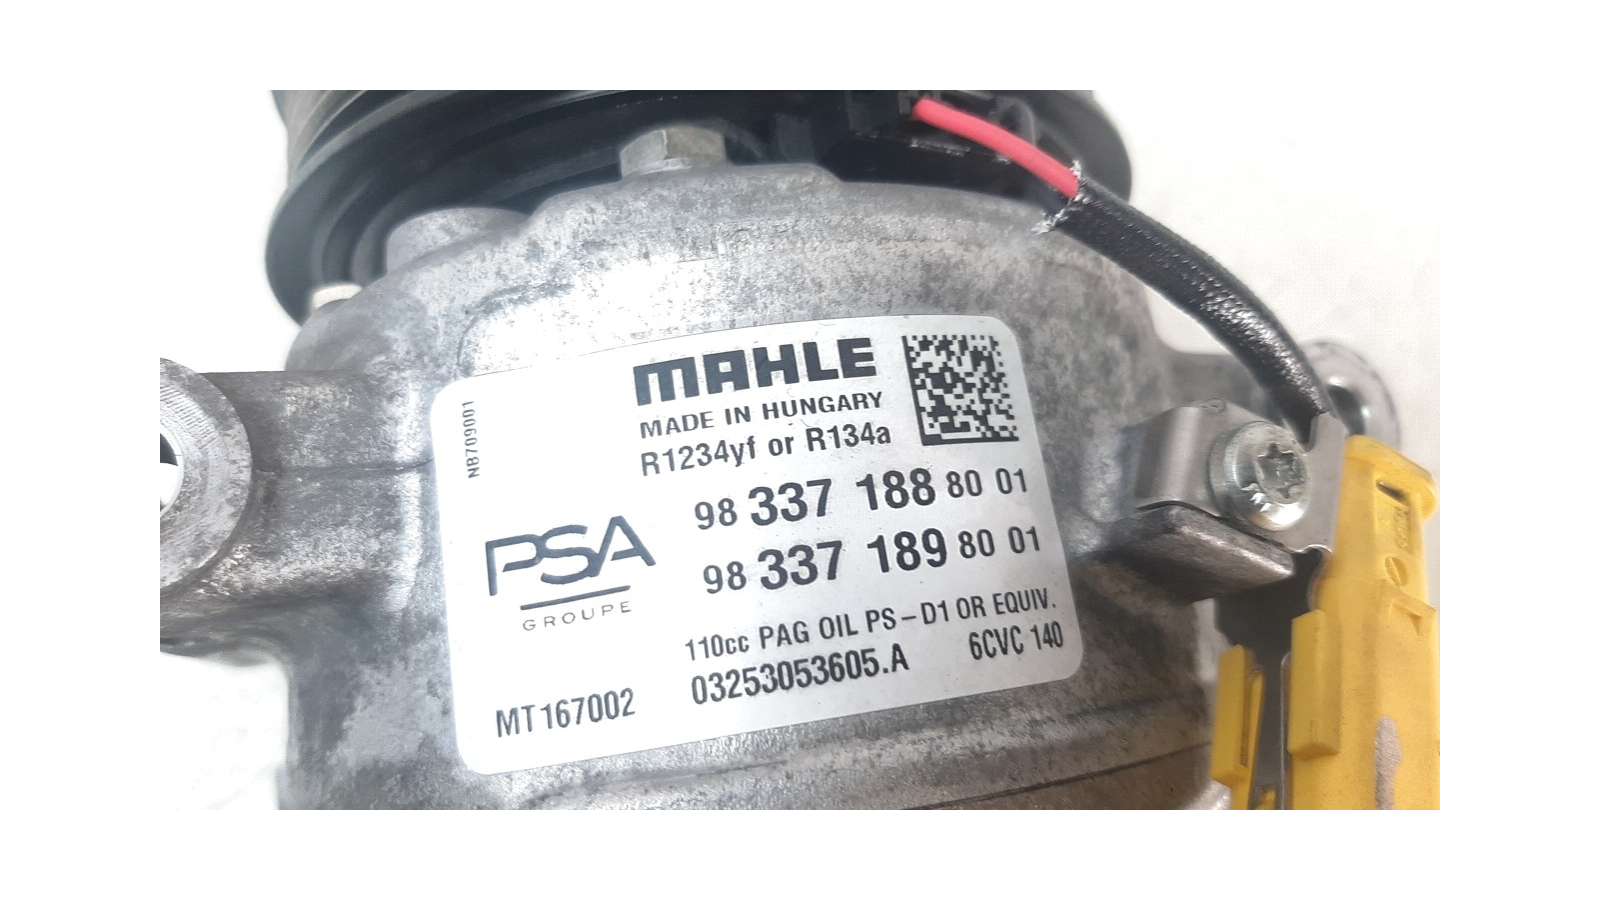 MAHLE
MADE IN HUNGARY
R1234yf or R134a
NB709001
98 337 188 80 01
98 337 189 80 01
PSA
GROUPE
110cc PAG OIL PS-D1 OR EQUIV.
03253053605.A 6CVC 140
MT167002